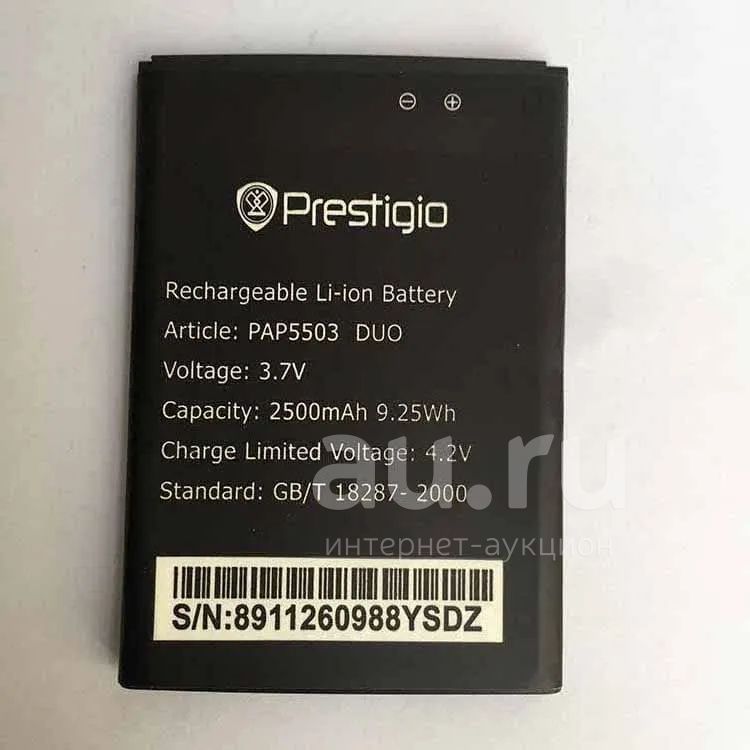 ⊖ ⊕
Prestigio
Rechargeable Li-ion Battery
Article: PAP5503 DUO
Voltage: 3.7V
Capacity: 2500mAh 9.25Wh
Charge Limited Voltage: 4.2V
Standard: GB/T 18287- 2000
au.ru
интернет-аукцион
S/N:8911260988YSDZ